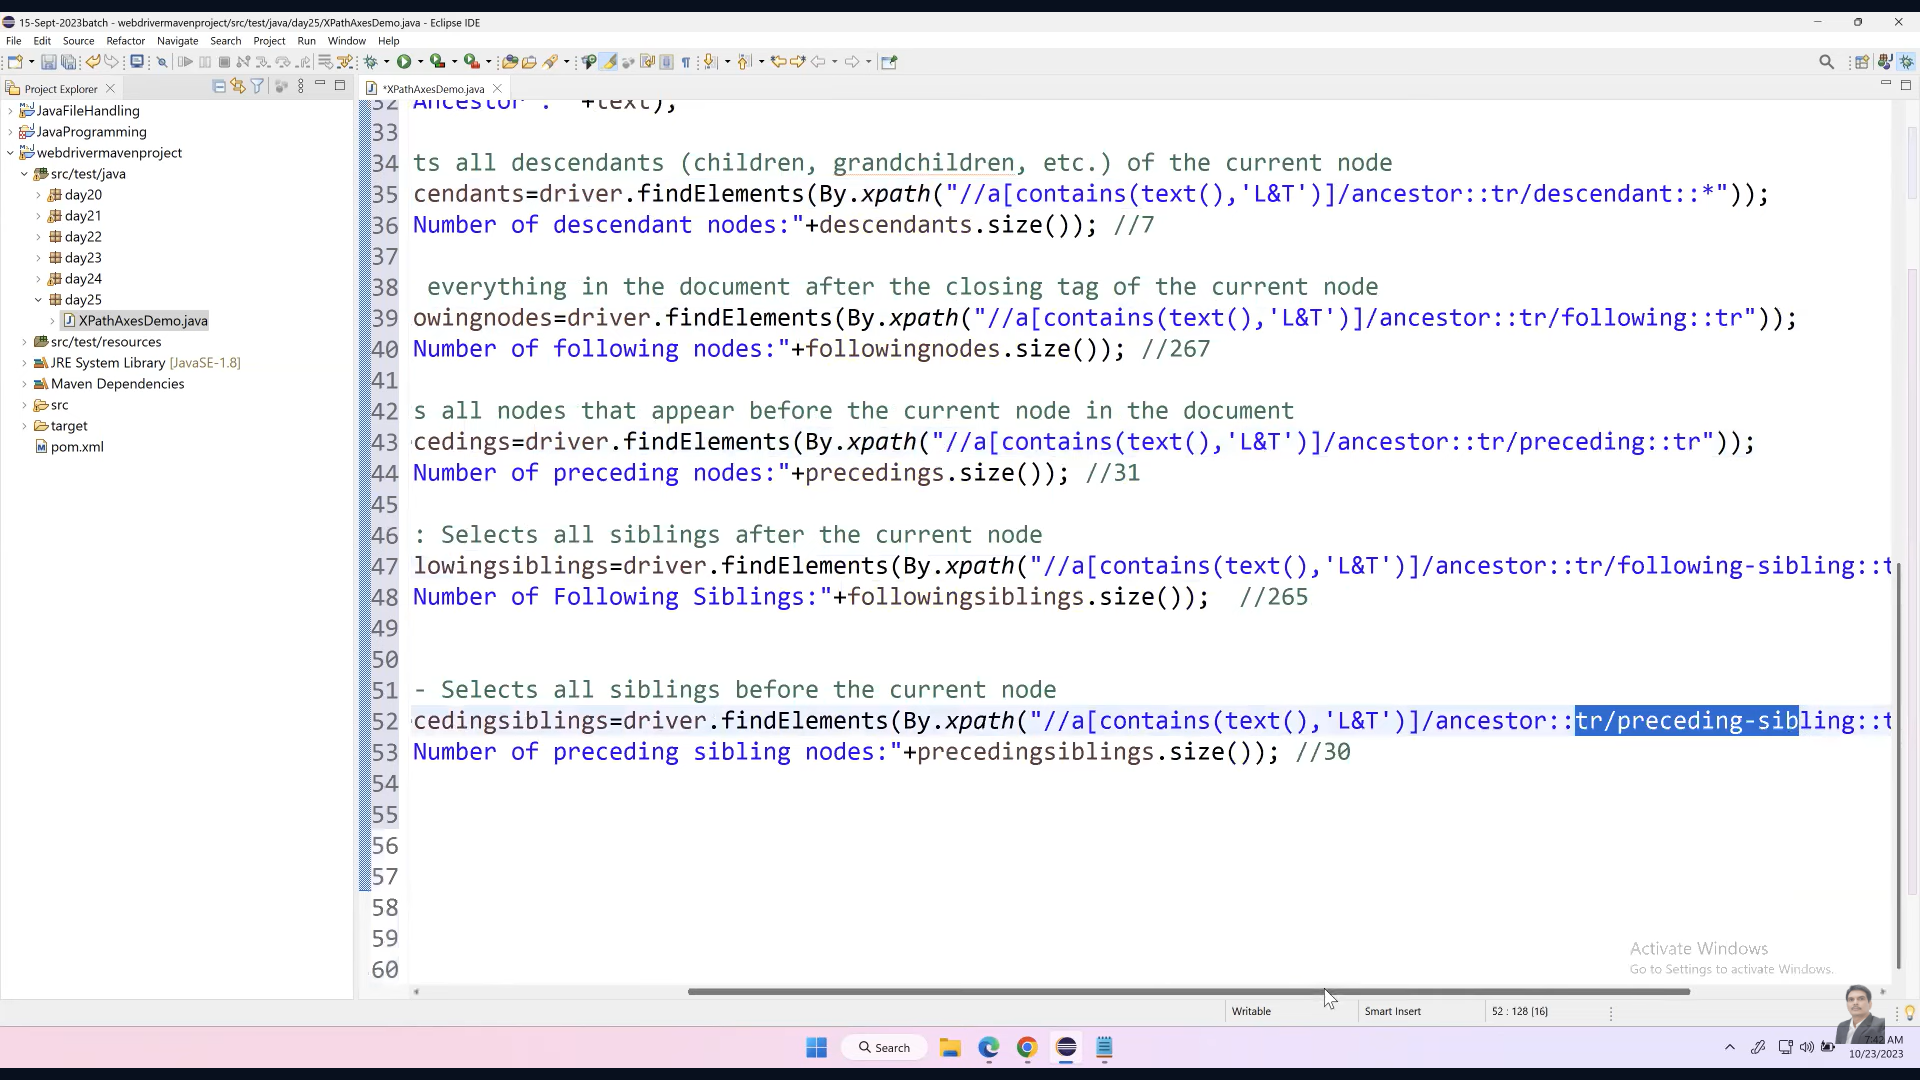 15-Sept-2023batch - webdrivermavenproject/src/test/java/day25/XPathAxesDemo.java - Eclipse IDE
File Edit Source Refactor Navigate Search Project Run Window Help
Project Explorer
*XPathAxesDemo.java
JavaFileHandling
JavaProgramming
webdrivermavenproject
src/test/java
day20
day21
day22
day23
day24
day25
XPathAxesDemo.java
src/test/resources
JRE System Library [JavaSE-1.8]
Maven Dependencies
src
target
pom.xml
32 Ancestor : "+text);
33
34 ts all descendants (children, grandchildren, etc.) of the current node
35 cendants=driver.findElements(By.xpath("//a[contains(text(),'L&T')]/ancestor::tr/descendant::*"));
36 Number of descendant nodes:"+descendants.size()); //7
37
38 everything in the document after the closing tag of the current node
39 owingnodes=driver.findElements(By.xpath("//a[contains(text(),'L&T')]/ancestor::tr/following::tr"));
40 Number of following nodes:"+followingnodes.size()); //267
41
42 s all nodes that appear before the current node in the document
43 cedings=driver.findElements(By.xpath("//a[contains(text(),'L&T')]/ancestor::tr/preceding::tr"));
44 Number of preceding nodes:"+precedings.size()); //31
45
46 : Selects all siblings after the current node
47 lowingsiblings=driver.findElements(By.xpath("//a[contains(text(),'L&T')]/ancestor::tr/following-sibling::t
48 Number of Following Siblings:"+followingsiblings.size()); //265
49
50
51 - Selects all siblings before the current node
52 cedingsiblings=driver.findElements(By.xpath("//a[contains(text(),'L&T')]/ancestor::tr/preceding-sibling::t
53 Number of preceding sibling nodes:"+precedingsiblings.size()); //30
54
55
56
57
58
59
60
Activate Windows
Go to Settings to activate Windows.
Writable Smart Insert 52 : 128 [16]
Search
7:42 AM
10/23/2023